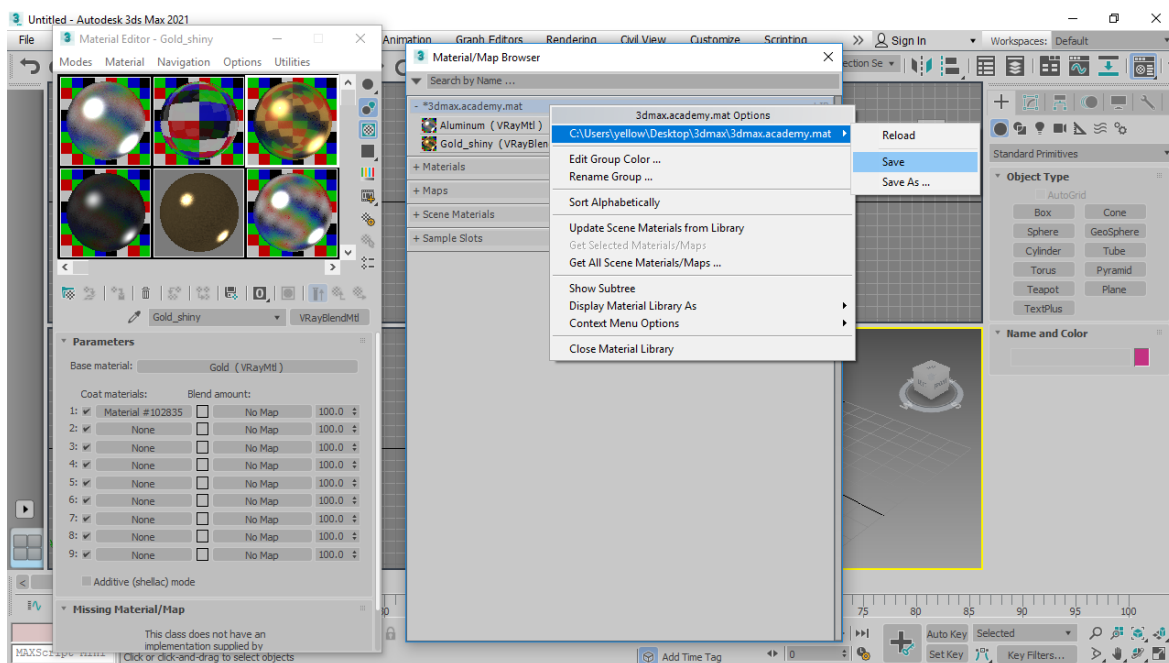 Untitled - Autodesk 3ds Max 2021
File
Animation Graph Editors Rendering Civil View Customize Scripting
Sign In
Workspaces: Default
Material Editor - Gold_shiny
Modes Material Navigation Options Utilities
Gold_shiny
VRayBlendMtl
Parameters
Base material: Gold ( VRayMtl )
Coat materials: Blend amount:
1: Material #102835 No Map 100.0
2: None No Map 100.0
3: None No Map 100.0
4: None No Map 100.0
5: None No Map 100.0
6: None No Map 100.0
7: None No Map 100.0
8: None No Map 100.0
9: None No Map 100.0
Additive (shellac) mode
Missing Material/Map
This class does not have an
implementation supplied by
Material/Map Browser
Search by Name ...
- *3dmax.academy.mat
Aluminum ( VRayMtl )
Gold_shiny (VRayBlen
+ Materials
+ Maps
+ Scene Materials
+ Sample Slots
3dmax.academy.mat Options
C:\Users\yellow\Desktop\3dmax\3dmax.academy.mat
Edit Group Color ...
Rename Group ...
Sort Alphabetically
Update Scene Materials from Library
Get Selected Materials/Maps
Get All Scene Materials/Maps ...
Show Subtree
Display Material Library As
Context Menu Options
Close Material Library
Reload
Save
Save As ...
ection Se
Standard Primitives
Object Type
AutoGrid
Box Cone
Sphere GeoSphere
Cylinder Tube
Torus Pyramid
Teapot Plane
TextPlus
Name and Color
75 80 85 90 95 100
MAXScript Mini
Click or click-and-drag to select objects
Add Time Tag
0
Auto Key Selected
Set Key Key Filters...